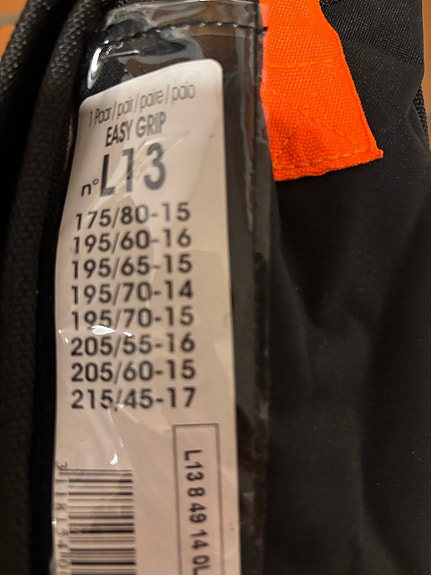 1 Paar / pair / paire / paio
EASY GRIP
n° L13
175/80-15
195/60-16
195/65-15
195/70-14
195/70-15
205/55-16
205/60-15
215/45-17
L13 8 49 14 0L